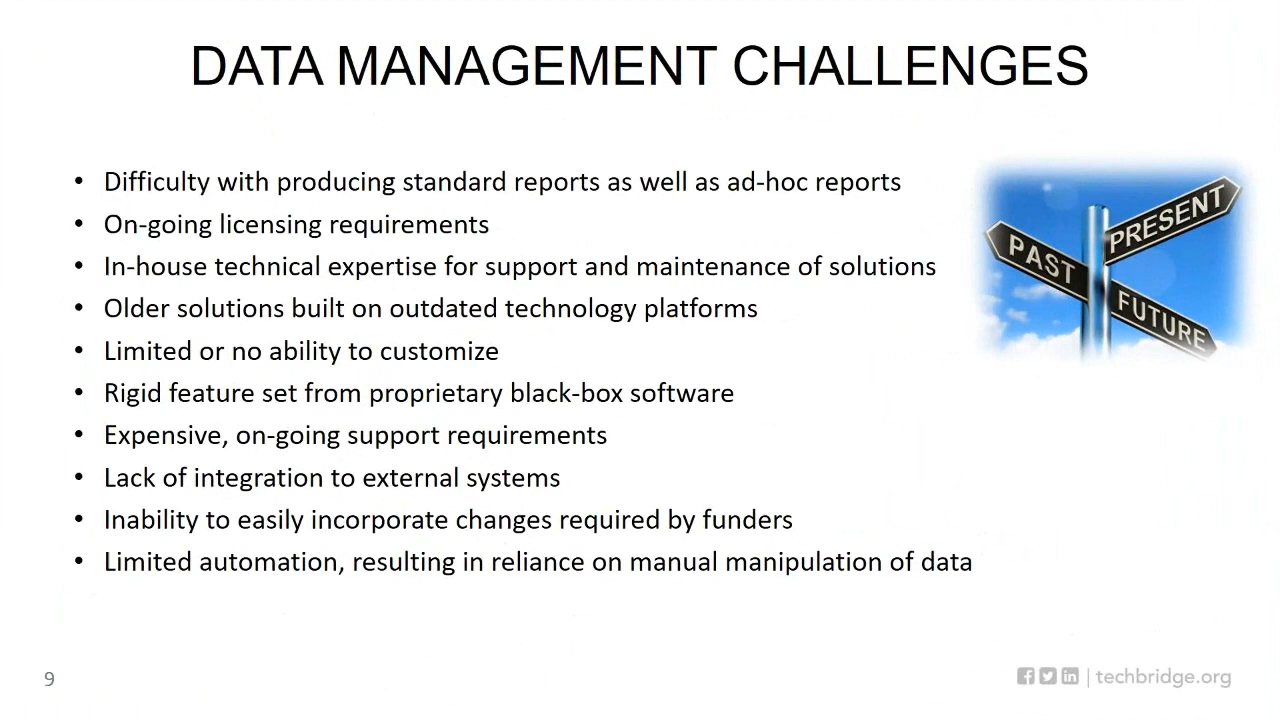 DATA MANAGEMENT CHALLENGES
• Difficulty with producing standard reports as well as ad-hoc reports
• On-going licensing requirements
• In-house technical expertise for support and maintenance of solutions
• Older solutions built on outdated technology platforms
• Limited or no ability to customize
• Rigid feature set from proprietary black-box software
• Expensive, on-going support requirements
• Lack of integration to external systems
• Inability to easily incorporate changes required by funders
• Limited automation, resulting in reliance on manual manipulation of data
PRESENT
PAST
FUTURE
9
| techbridge.org